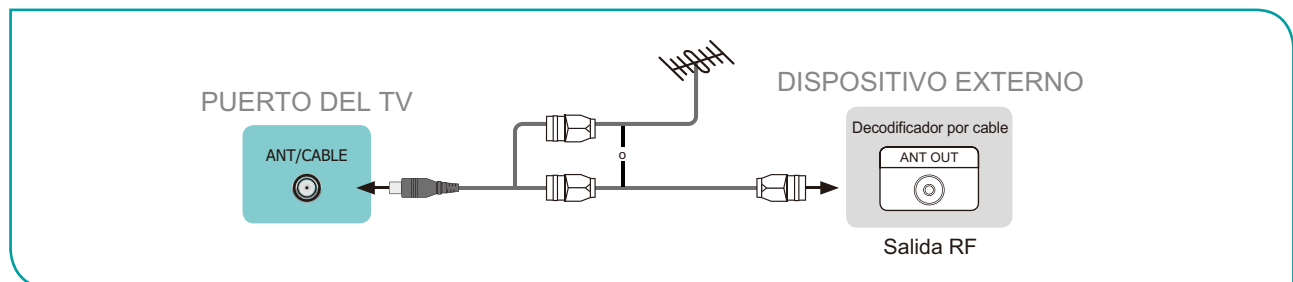 PUERTO DEL TV
ANT/CABLE
o
DISPOSITIVO EXTERNO
Decodificador por cable
ANT OUT
Salida RF